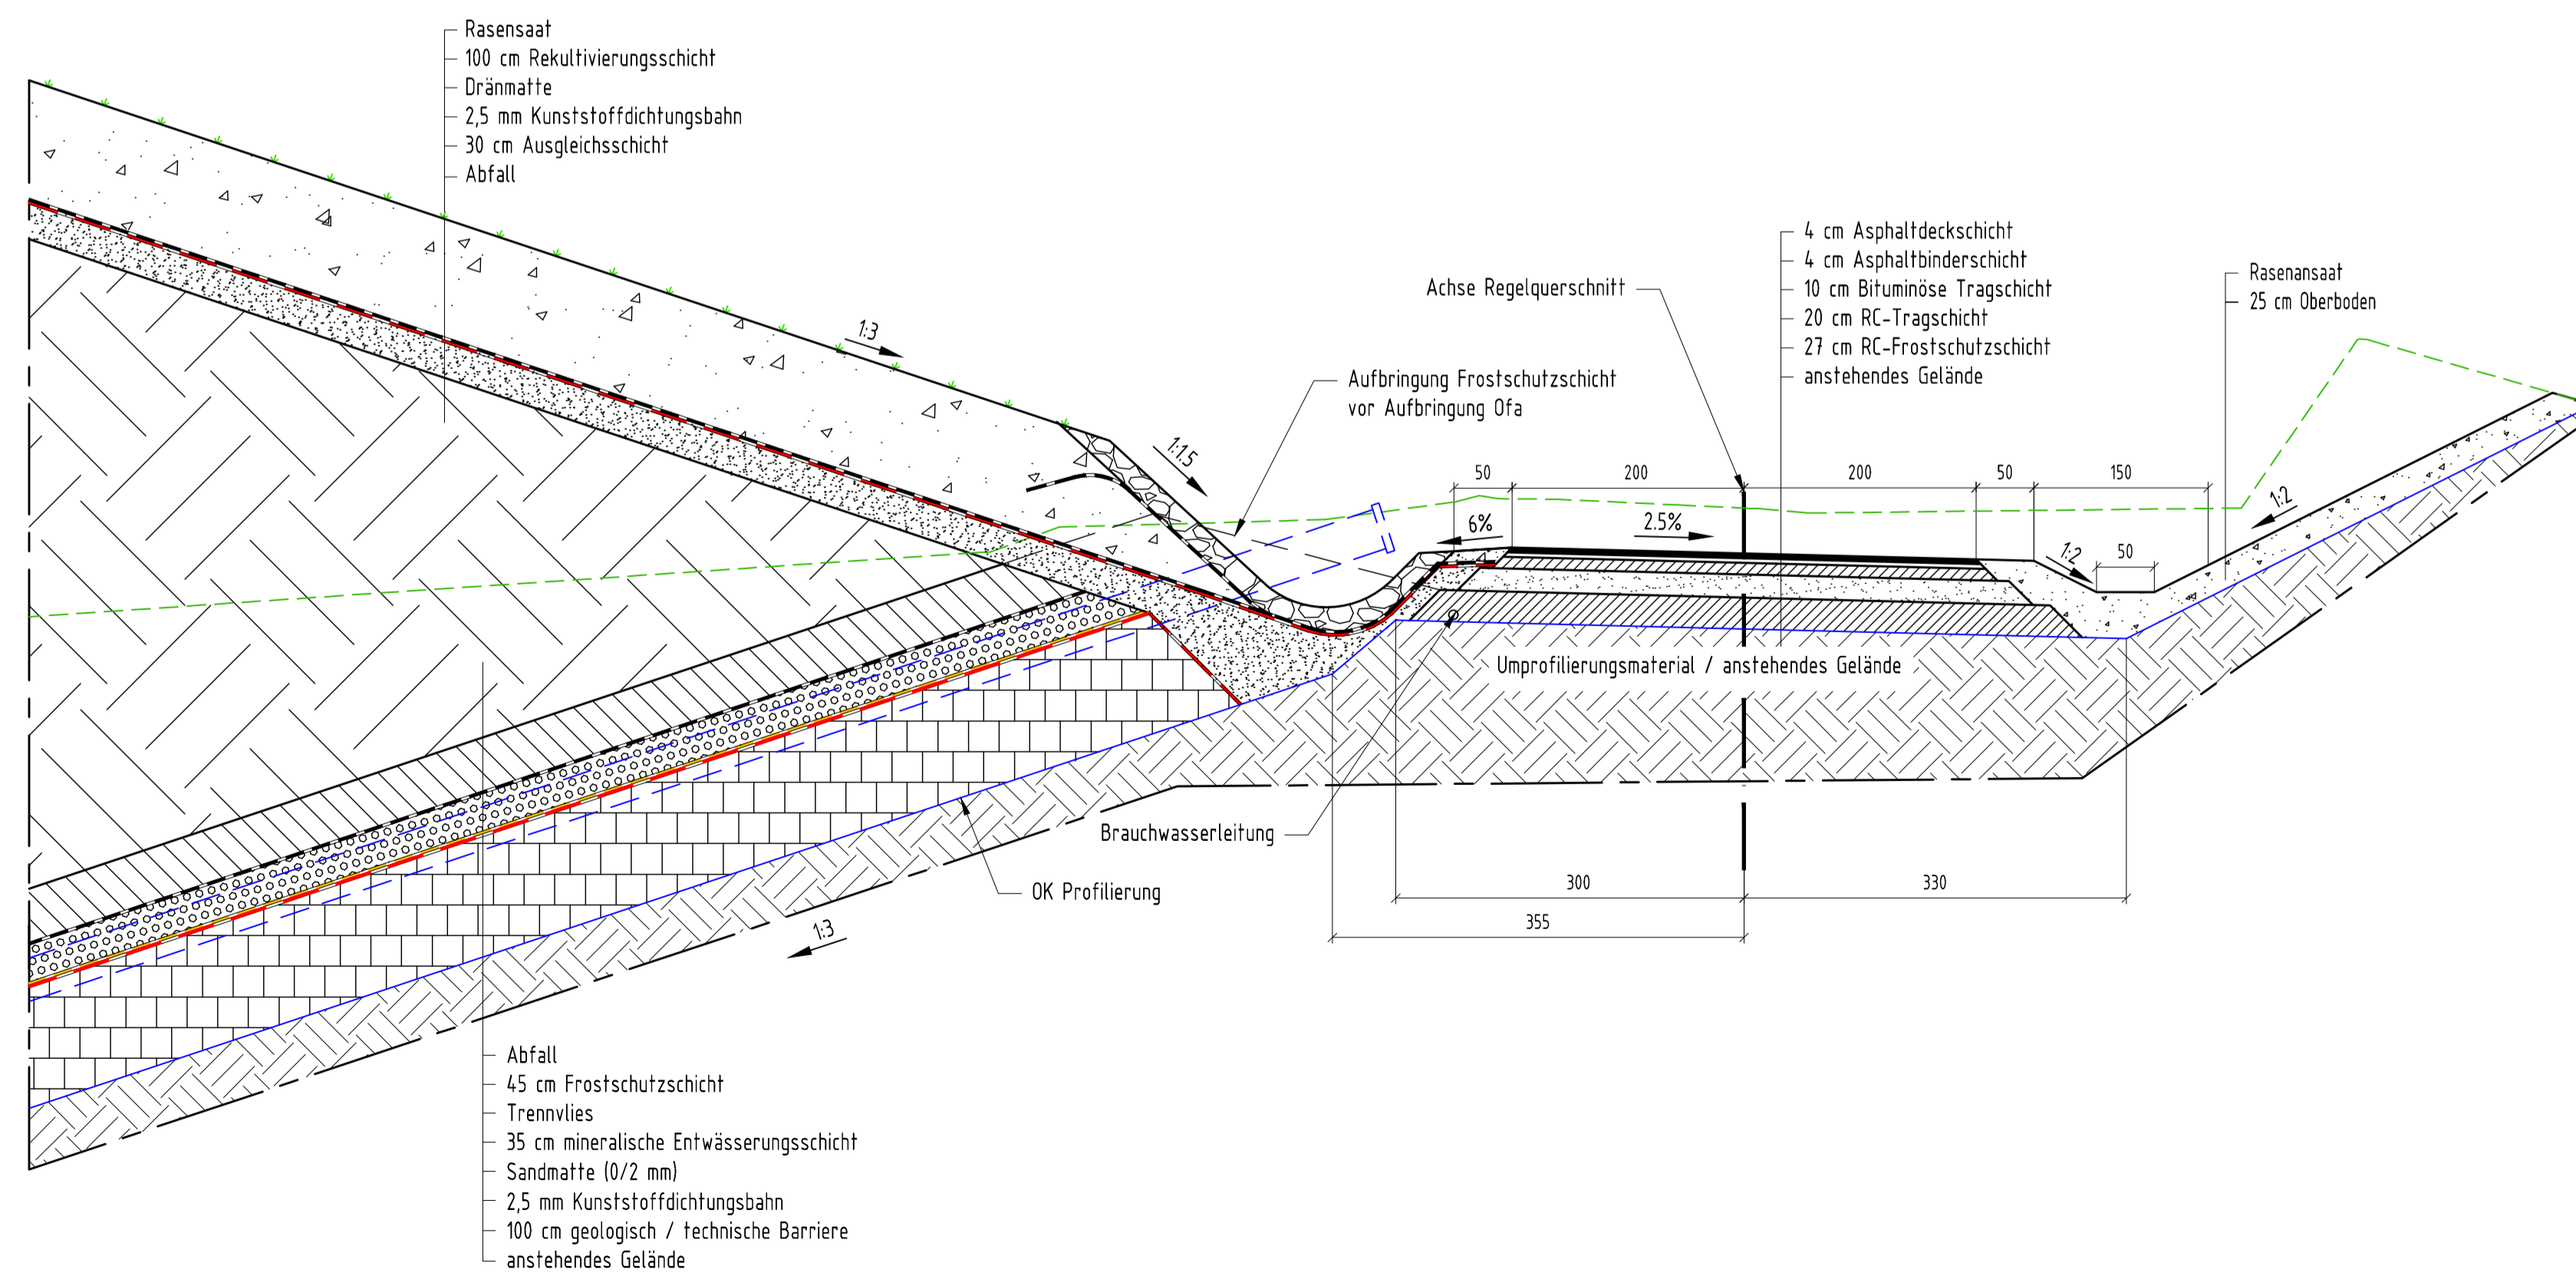 Rasensaat
100 cm Rekultivierungsschicht
Dränmatte
2,5 mm Kunststoffdichtungsbahn
30 cm Ausgleichsschicht
Abfall
1:3
4 cm Asphaltdeckschicht
4 cm Asphaltbinderschicht
10 cm Bituminöse Tragschicht
20 cm RC-Tragschicht
27 cm RC-Frostschutzschicht
anstehendes Gelände
Rasenansaat
25 cm Oberboden
Achse Regelquerschnitt
Aufbringung Frostschutzschicht
vor Aufbringung Ofa
1:1.5
50
200
200
50
150
6%
2.5%
1:2
50
1:2
Umprofilierungsmaterial / anstehendes Gelände
Brauchwasserleitung
OK Profilierung
300
330
355
1:3
Abfall
45 cm Frostschutzschicht
Trennvlies
35 cm mineralische Entwässerungsschicht
Sandmatte (0/2 mm)
2,5 mm Kunststoffdichtungsbahn
100 cm geologisch / technische Barriere
anstehendes Gelände